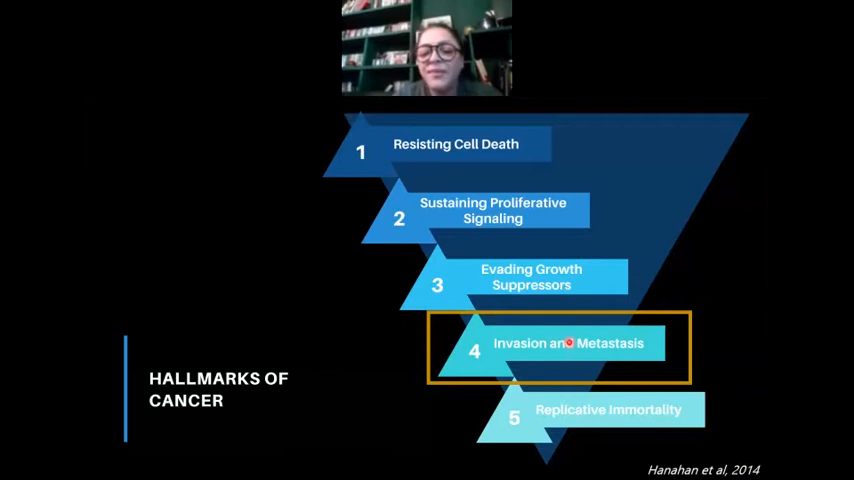 1
Resisting Cell Death
2
Sustaining Proliferative
Signaling
3
Evading Growth
Suppressors
4
Invasion and Metastasis
5
Replicative Immortality
HALLMARKS OF
CANCER
Hanahan et al, 2014